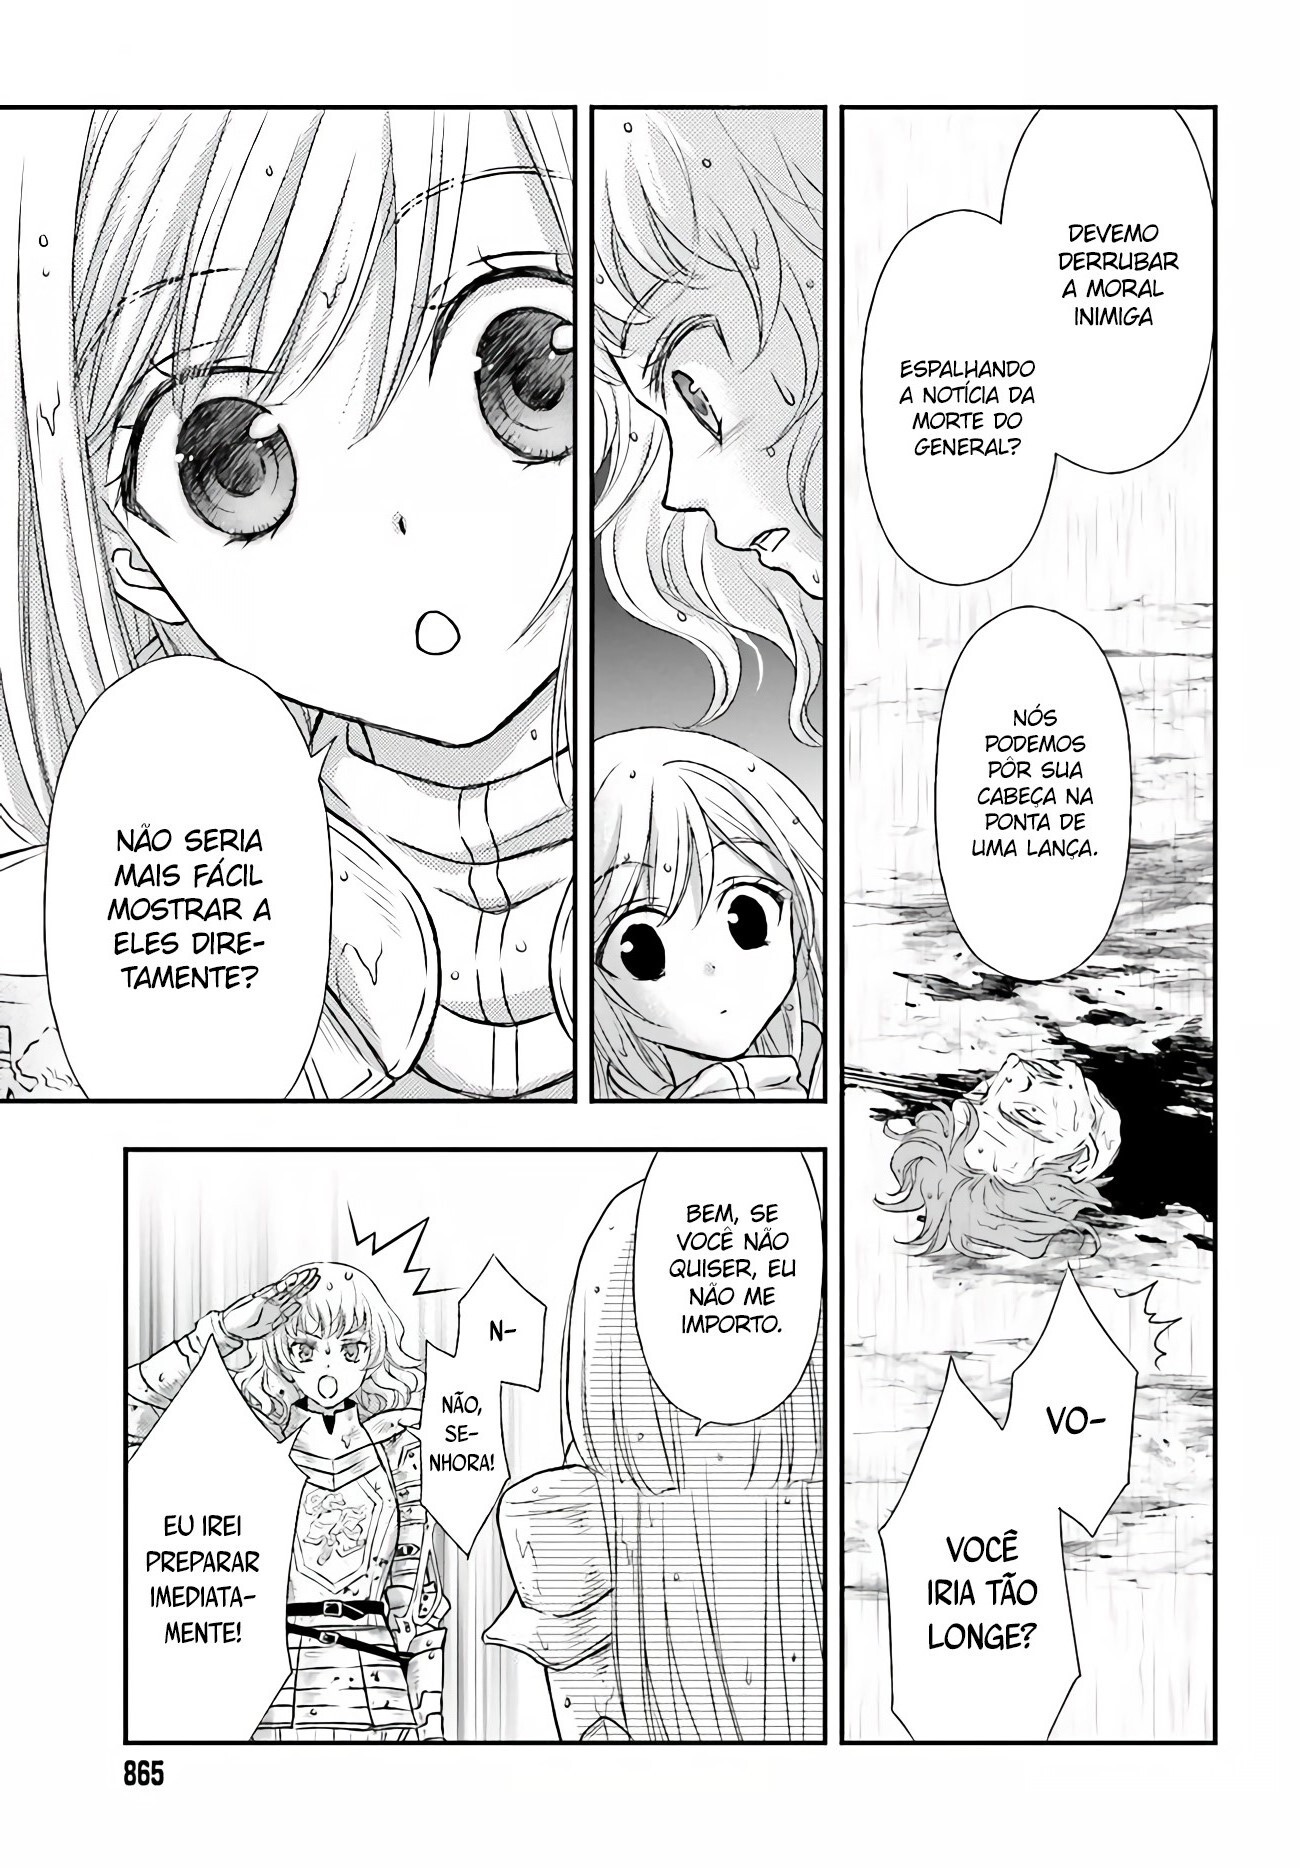 DEVEMO
DERRUBAR
A MORAL
INIMIGA
ESPALHANDO
A NOTÍCIA DA
MORTE DO
GENERAL?
NÓS
PODEMOS
PÔR SUA
CABEÇA NA
PONTA DE
UMA LANÇA.
VO-
VOCÊ
IRIA TÃO
LONGE?
NÃO SERIA
MAIS FÁCIL
MOSTRAR A
ELES DIRE-
TAMENTE?
BEM, SE
VOCÊ NÃO
QUISER, EU
NÃO ME
IMPORTO.
N-
NÃO,
SE-
NHORA!
EU IREI
PREPARAR
IMEDIATA-
MENTE!
865